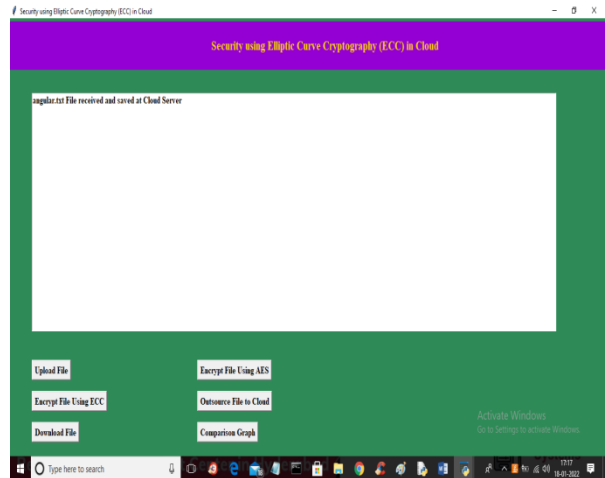 Security using Elliptic Curve Cryptography (ECC) in Cloud
Security using Elliptic Curve Cryptography (ECC) in Cloud
angular.txt File received and saved at Cloud Server
Upload File
Encrypt File Using AES
Encrypt File Using ECC
Outsource File to Cloud
Download File
Comparison Graph
Activate Windows
Go to Settings to activate Windows.
Type here to search
17:17
18-01-2022